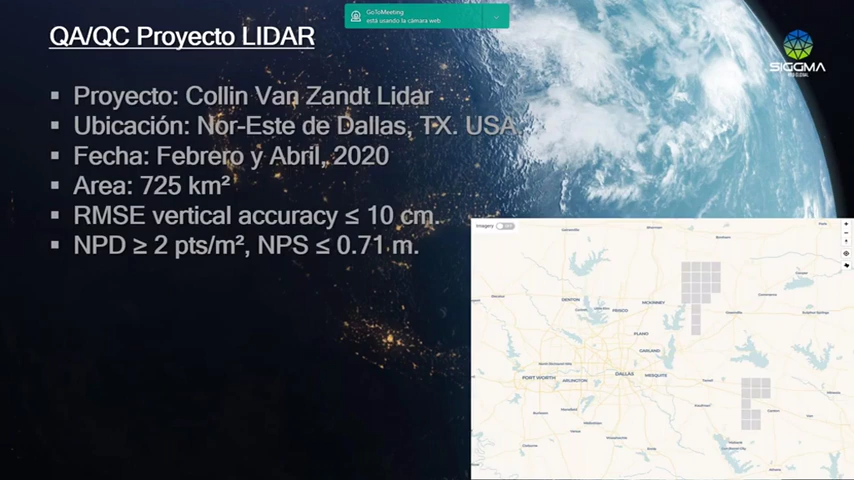 GoToMeeting
está usando la cámara web
QA/QC Proyecto LIDAR
SIGGMA
▪ Proyecto: Collin Van Zandt Lidar
▪ Ubicación: Nor-Este de Dallas, TX. USA.
▪ Fecha: Febrero y Abril, 2020
▪ Area: 725 km²
▪ RMSE vertical accuracy ≤ 10 cm.
▪ NPD ≥ 2 pts/m², NPS ≤ 0.71 m.
Imagery
DENTON
MCKINNEY
FRISCO
PLANO
GARLAND
DALLAS
MESQUITE
FORT WORTH
ARLINGTON